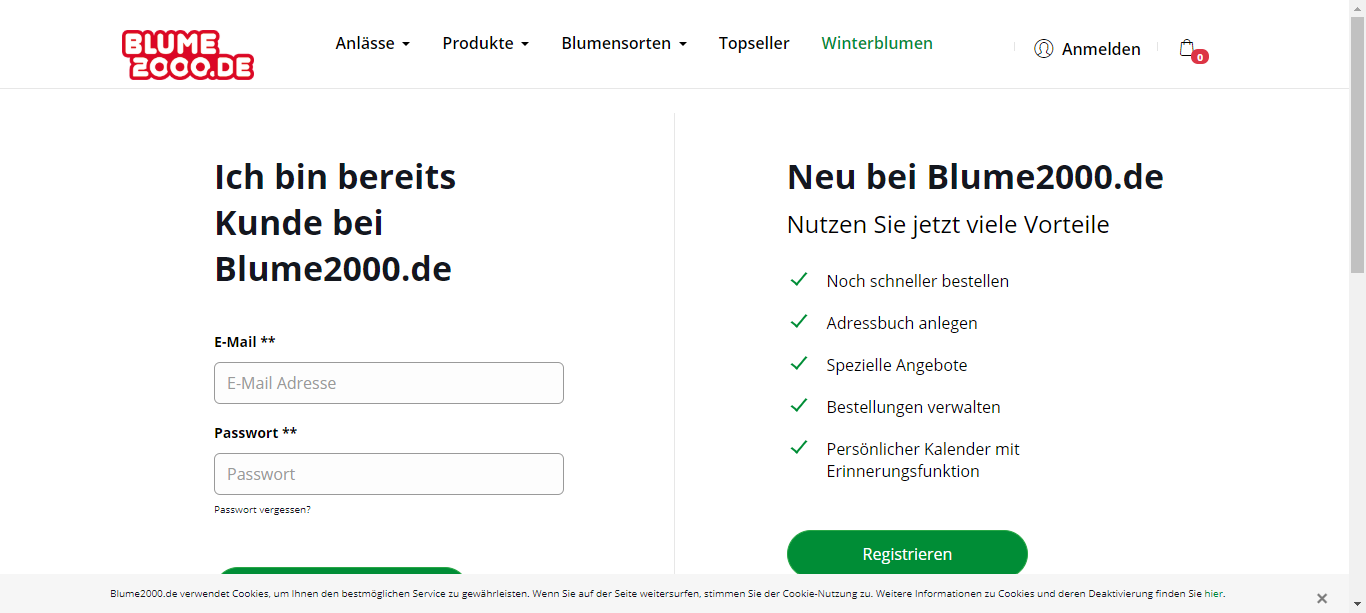 BLUME
2000.DE
Anlässe
Produkte
Blumensorten
Topseller
Winterblumen
Anmelden
0
Ich bin bereits
Kunde bei
Blume2000.de
E-Mail **
E-Mail Adresse
Passwort **
Passwort
Passwort vergessen?
Neu bei Blume2000.de
Nutzen Sie jetzt viele Vorteile
Noch schneller bestellen
Adressbuch anlegen
Spezielle Angebote
Bestellungen verwalten
Persönlicher Kalender mit
Erinnerungsfunktion
Registrieren
Blume2000.de verwendet Cookies, um Ihnen den bestmöglichen Service zu gewährleisten. Wenn Sie auf der Seite weitersurfen, stimmen Sie der Cookie-Nutzung zu. Weitere Informationen zu Cookies und deren Deaktivierung finden Sie hier.